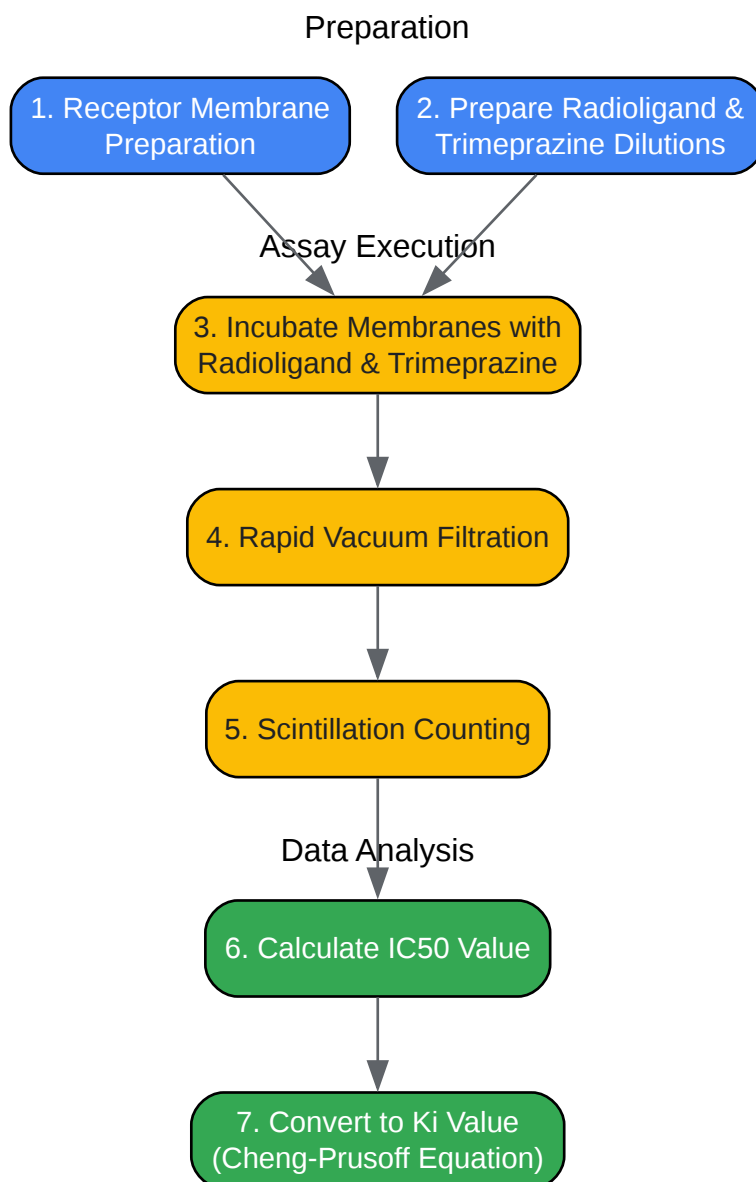 Preparation
1. Receptor Membrane
Preparation
2. Prepare Radioligand &
Trimeprazine Dilutions
Assay Execution
3. Incubate Membranes with
Radioligand & Trimeprazine
4. Rapid Vacuum Filtration
5. Scintillation Counting
Data Analysis
6. Calculate IC50 Value
7. Convert to Ki Value
(Cheng-Prusoff Equation)